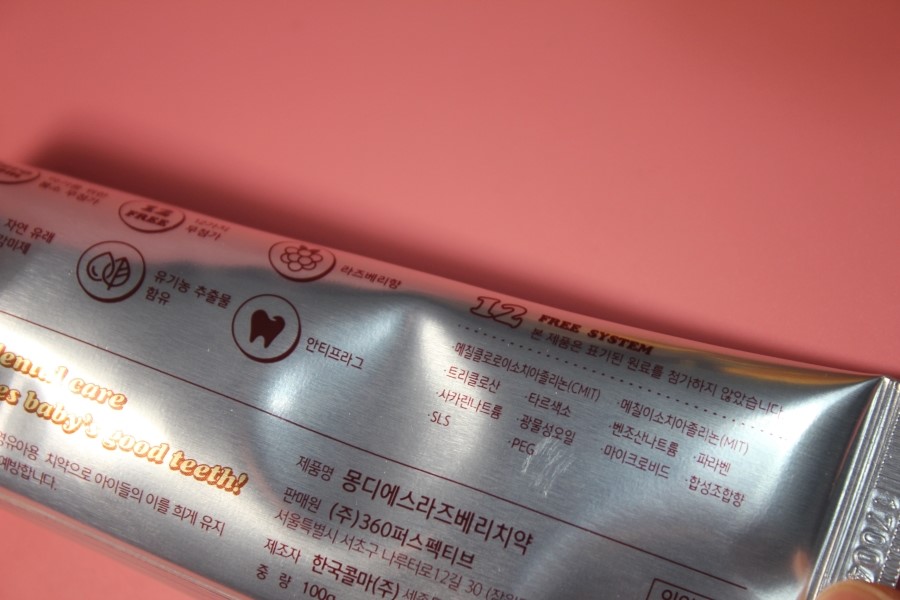 불소 무첨가
12
FREE
무첨가
라즈베리향
자연 유래
유기농 추출물
함유
안티프라그
12 FREE SYSTEM
본 제품은 표기된 원료를 첨가하지 않았습니다.
·메칠클로로이소치아졸리논(CMIT) ·메칠이소치아졸리논(MIT)
·트리클로산 ·타르색소 ·벤조산나트륨 ·파라벤
·사카린나트륨 ·광물성오일 ·마이크로비드 ·합성조합향
·SLS ·PEG
care
baby's good teeth!
치약으로 아이들의 이를 희게 유지
제품명 몽디에스라즈베리치약
판매원 (주)360퍼스펙티브
서울특별시 서초구 나루터로12길 30
제조자 한국콜마(주)
중 량 100g